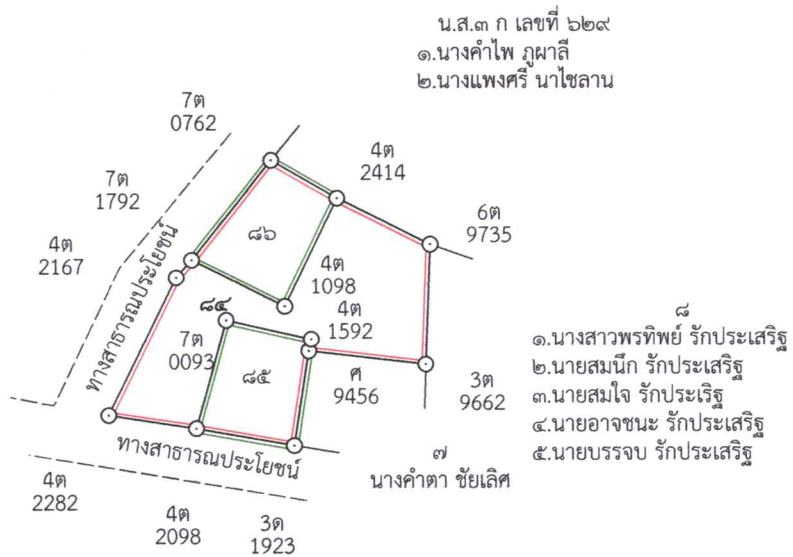 น.ส.๓ ก เลขที่ ๖๒๙
๑.นางคำไพ ภูผาลี
๒.นางแพงศรี นาไชลาน
7ต
0762
4ต
2414
7ต
1792
6ต
9735
4ต
2167
ทางสาธารณประโยชน์
๘๖
4ต
1098
๘๔
4ต
1592
7ต
0093
๘๕
ศ
9456
3ต
9662
๘
๑.นางสาวพรทิพย์ รักประเสริฐ
๒.นายสมนึก รักประเสริฐ
๓.นายสมใจ รักประเริฐ
๔.นายอาจชนะ รักประเสริฐ
๕.นายบรรจบ รักประเสริฐ
ทางสาธารณประโยชน์
๗
นางคำตา ชัยเลิศ
4ต
2282
4ต
2098
3ด
1923